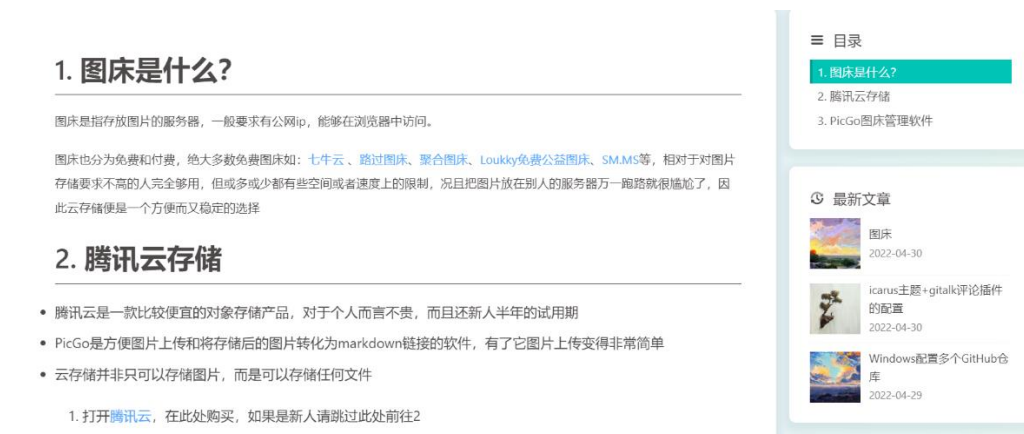 1. 图床是什么？
图床是指存放图片的服务器，一般要求有公网ip，能够在浏览器中访问。
图床也分为免费和付费，绝大多数免费图床如：七牛云 、路过图床、聚合图床、Loukky免费公益图床、SM.MS等，相对于对图片
存储要求不高的人完全够用，但或多或少都有些空间或者速度上的限制，况且把图片放在别人的服务器万一跑路就很尴尬了，因
此云存储便是一个方便而又稳定的选择
2. 腾讯云存储
腾讯云是一款比较便宜的对象存储产品，对于个人而言不贵，而且还新人半年的试用期
PicGo是方便图片上传和将存储后的图片转化为markdown链接的软件，有了它图片上传变得非常简单
云存储并非只可以存储图片，而是可以存储任何文件
1. 打开腾讯云，在此处购买，如果是新人请跳过此处前往2
目录
1. 图床是什么？
2. 腾讯云存储
3. PicGo图床管理软件
最新文章
图床
2022-04-30
icarus主题+gitalk评论插件
的配置
2022-04-30
Windows配置多个GitHub仓
库
2022-04-29